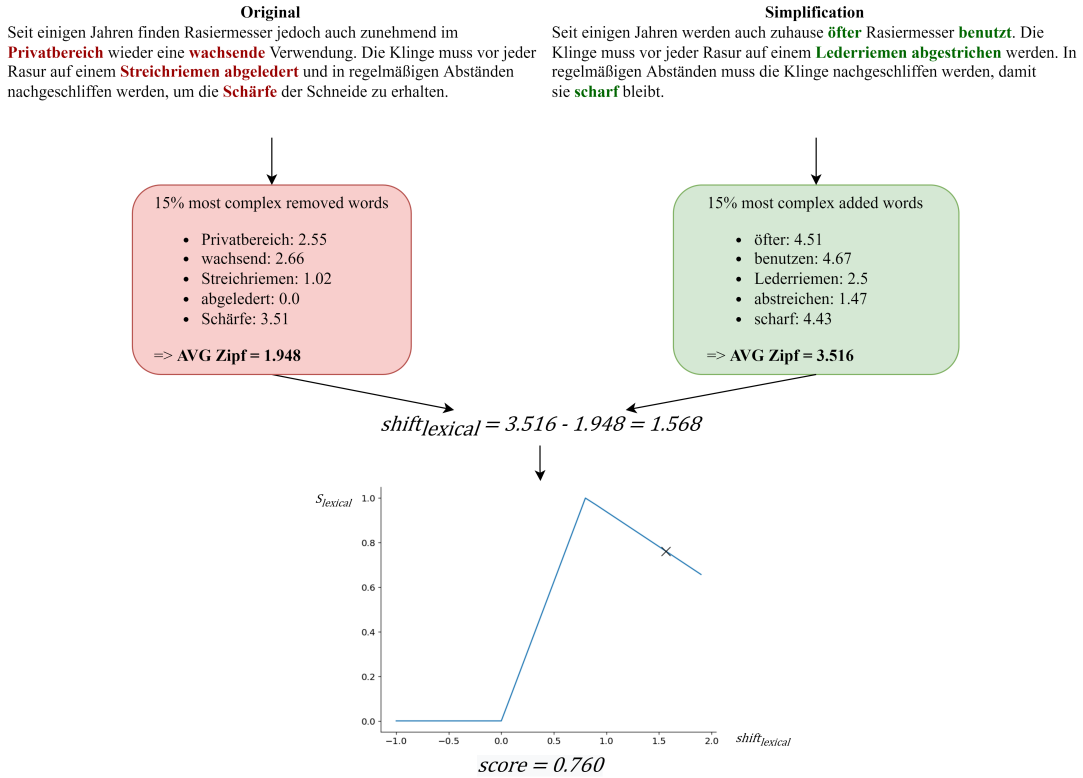 Original
Seit einigen Jahren finden Rasiermesser jedoch auch zunehmend im
Privatbereich wieder eine wachsende Verwendung. Die Klinge muss vor jeder
Rasur auf einem Streichriemen abgeledert und in regelmäßigen Abständen
nachgeschliffen werden, um die Schärfe der Schneide zu erhalten.
Simplification
Seit einigen Jahren werden auch zuhause öfter Rasiermesser benutzt. Die
Klinge muss vor jeder Rasur auf einem Lederriemen abgestrichen werden. In
regelmäßigen Abständen muss die Klinge nachgeschliffen werden, damit
sie scharf bleibt.
15% most complex removed words
• Privatbereich: 2.55
• wachsend: 2.66
• Streichriemen: 1.02
• abgeledert: 0.0
• Schärfe: 3.51
=> AVG Zipf = 1.948
15% most complex added words
• öfter: 4.51
• benutzen: 4.67
• Lederriemen: 2.5
• abstreichen: 1.47
• scharf: 4.43
=> AVG Zipf = 3.516
shift_lexical = 3.516 - 1.948 = 1.568
S_lexical
1.0
0.8
0.6
0.4
0.2
0.0
−1.0 −0.5 0.0 0.5 1.0 1.5 2.0
shift_lexical
score = 0.760